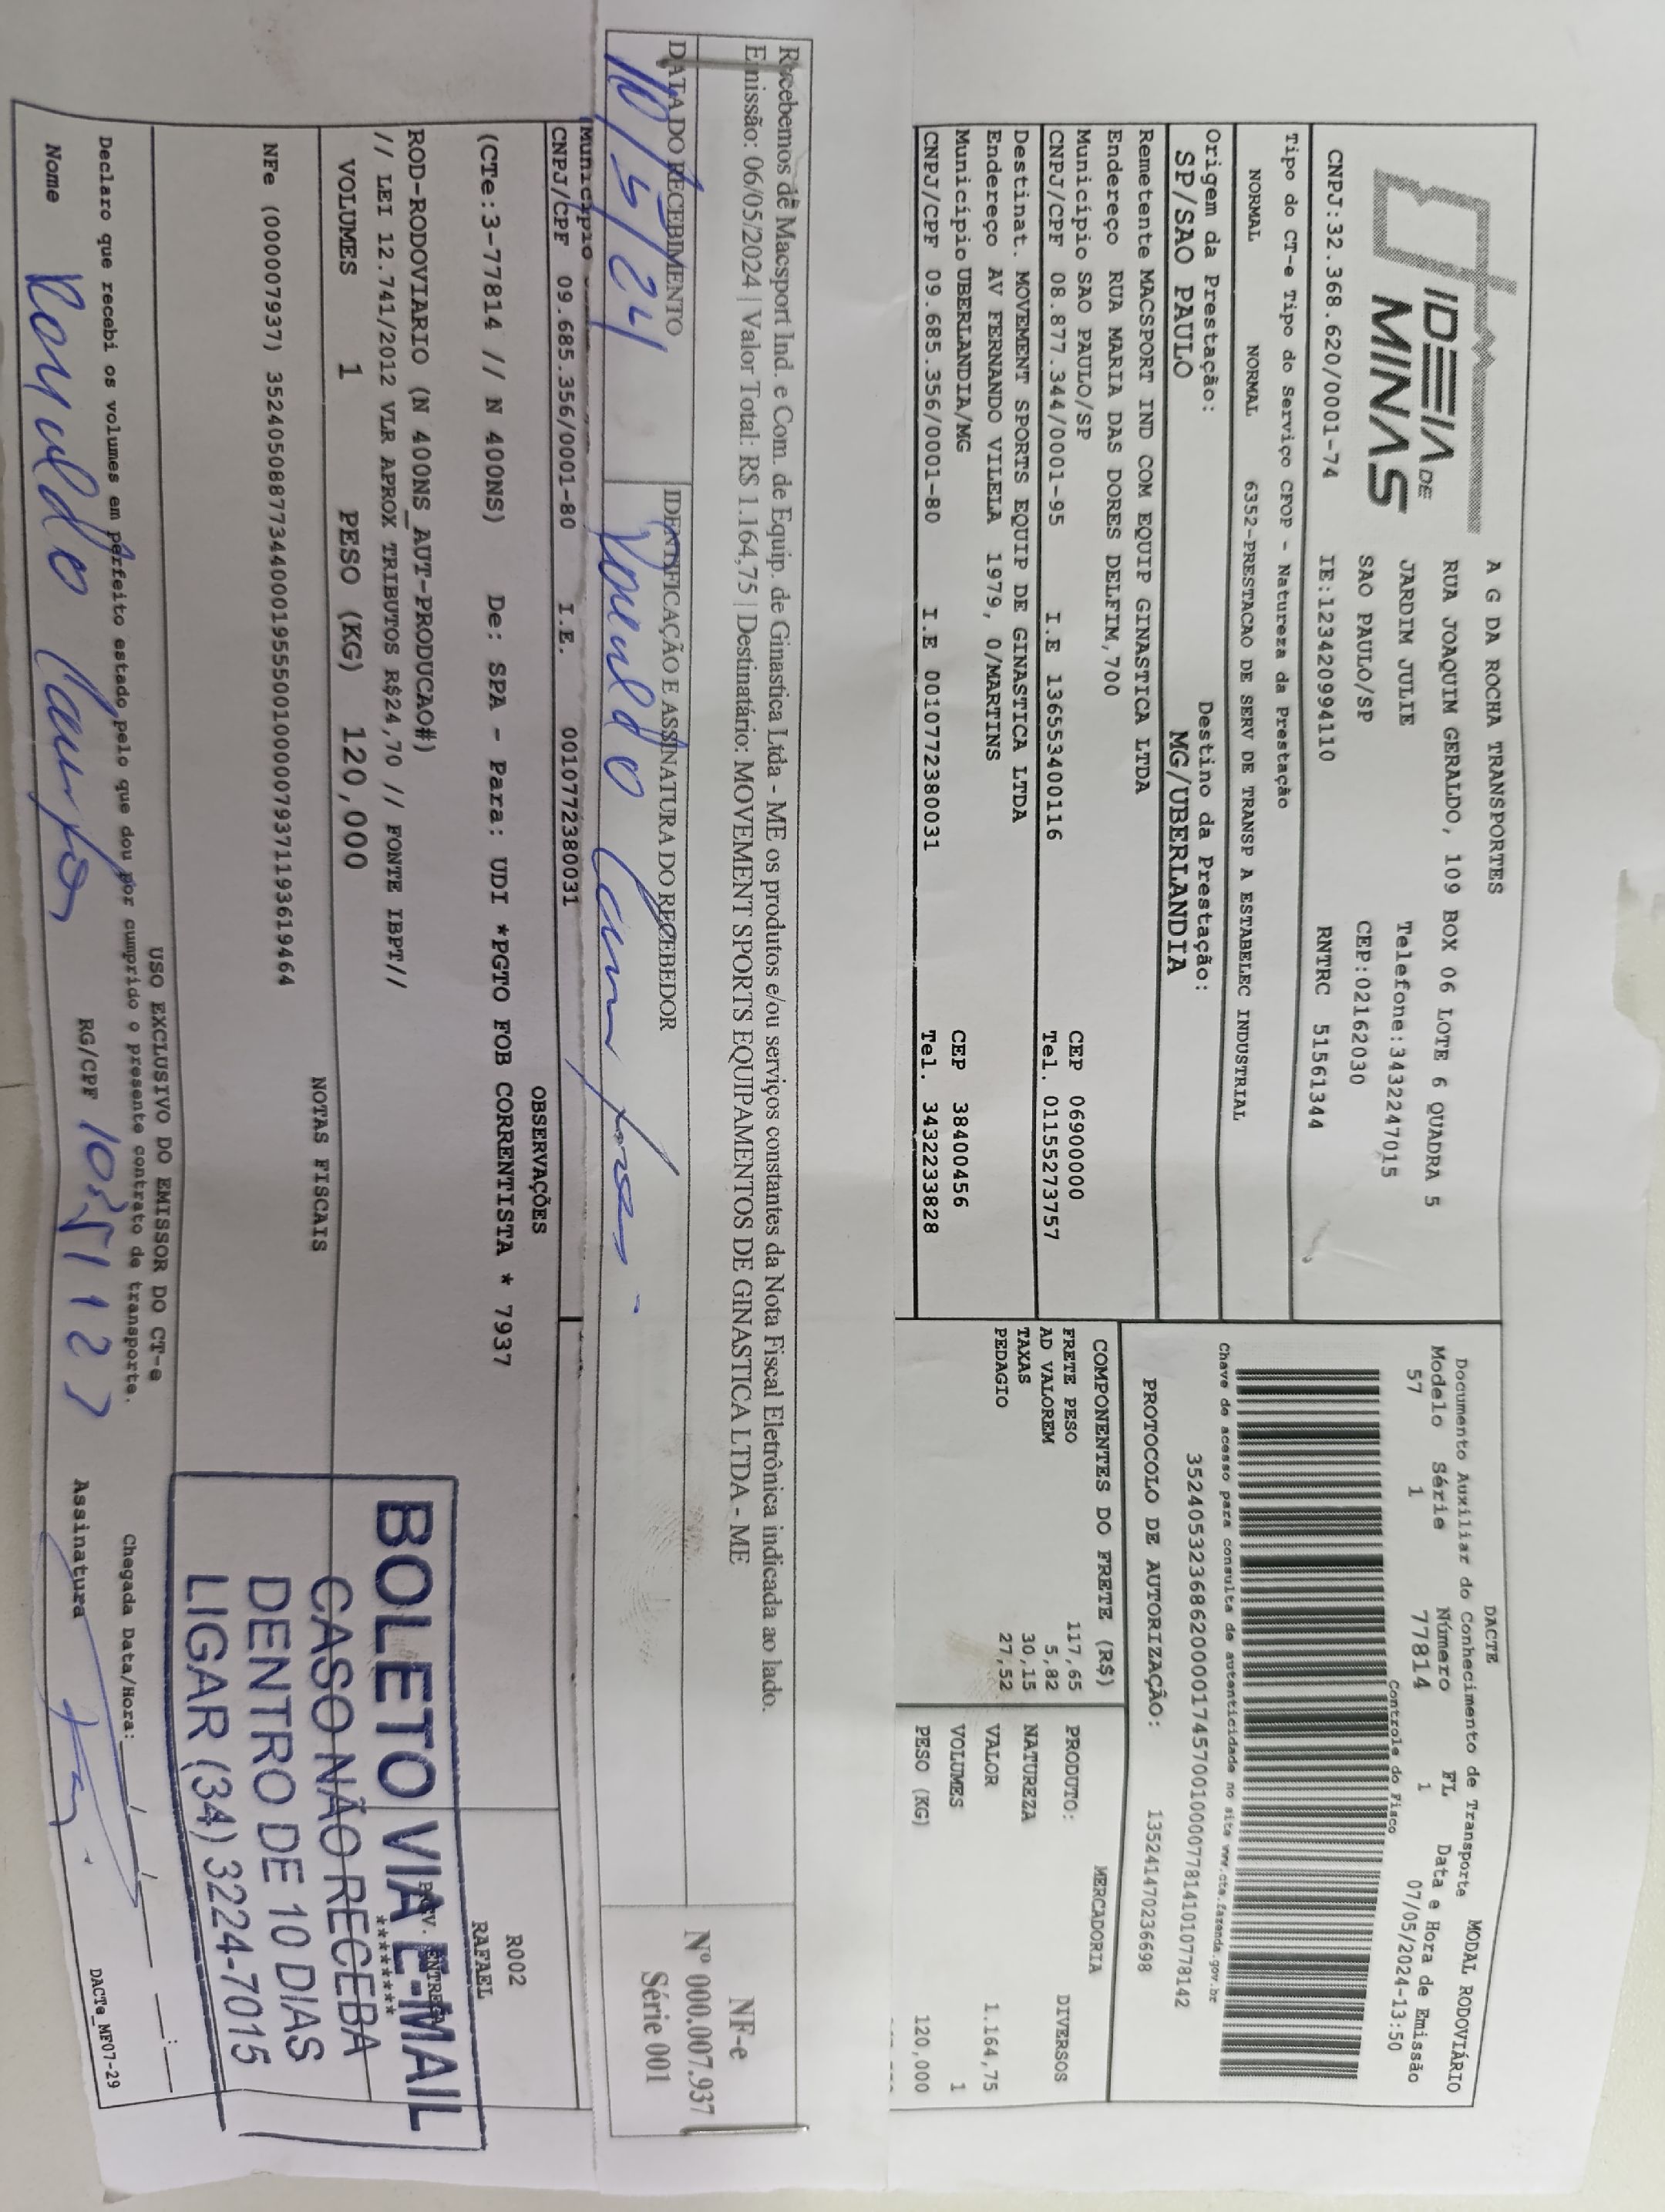 IDEIA DE
MINAS
A G DA ROCHA TRANSPORTES
RUA JOAQUIM GERALDO, 109 BOX 06 LOTE 6 QUADRA 5
JARDIM JULIE Telefone:3432247015
SAO PAULO/SP CEP:02162030
CNPJ:32.368.620/0001-74 IE:123420994110 RNTRC 51561344
Tipo do CT-e Tipo do Serviço CFOP - Natureza da Prestação
NORMAL NORMAL 6352-PRESTACAO DE SERV DE TRANSP A ESTABELEC INDUSTRIAL
Origem da Prestação: Destino da Prestação:
SP/SAO PAULO MG/UBERLANDIA
Remetente MACSPORT IND COM EQUIP GINASTICA LTDA
Endereço RUA MARIA DAS DORES DELFIM,700
Município SAO PAULO/SP CEP 06900000
CNPJ/CPF 08.877.344/0001-95 I.E 136553400116 Tel. 01155273757
Destinat. MOVEMENT SPORTS EQUIP DE GINASTICA LTDA
Endereço AV FERNANDO VILELA 1979, 0/MARTINS
Município UBERLANDIA/MG CEP 38400456
CNPJ/CPF 09.685.356/0001-80 I.E 0010772380031 Tel. 3432233828
DACTE
Documento Auxiliar do Conhecimento de Transporte MODAL RODOVIÁRIO
Modelo Série Número FL Data e Hora de Emissão
57 1 77814 1 07/05/2024-13:50
Controle do Fisco
Chave de acesso para consulta de autenticidade no site www.cte.fazenda.gov.br
35240532368620000174570010000778141010778142
PROTOCOLO DE AUTORIZAÇÃO: 135241470236698
COMPONENTES DO FRETE (R$)
FRETE PESO 117,65
AD VALOREM 5,82
TAXAS 30,15
PEDAGIO 27,52
MERCADORIA
PRODUTO: DIVERSOS
NATUREZA
VALOR 1.164,75
VOLUMES 1
PESO (KG) 120,000
Recebemos de Macsport Ind. e Com. de Equip. de Ginastica Ltda - ME os produtos e/ou serviços constantes da Nota Fiscal Eletrônica indicada ao lado.
Emissão: 06/05/2024 | Valor Total: R$ 1.164,75 | Destinatário: MOVEMENT SPORTS EQUIPAMENTOS DE GINASTICA LTDA - ME
DATA DO RECEBIMENTO IDENTIFICAÇÃO E ASSINATURA DO RECEBEDOR
10/5/24 Ronaldo
NF-e
Nº 000.007.937
Série 001
Município
CNPJ/CPF 09.685.356/0001-80 I.E. 0010772380031
OBSERVAÇÕES
(CTe:3-77814 // N 400NS) De: SPA - Para: UDI *PGTO FOB CORRENTISTA * 7937
R002
RAFAEL
ROD-RODOVIARIO (N 400NS_AUT-PRODUCAO#)
// LEI 12.741/2012 VLR APROX TRIBUTOS R$24,70 // FONTE IBPT//
VOLUMES 1 PESO (KG) 120,000
ENTREGA
*******
NOTAS FISCAIS
NFe (000007937) 35240508877344000195550010000079371193619464
BOLETO VIA E-MAIL
CASO NÃO RECEBA
DENTRO DE 10 DIAS
LIGAR (34) 3224-7015
USO EXCLUSIVO DO EMISSOR DO CT-e
Declaro que recebi os volumes em perfeito estado pelo que dou por cumprido o presente contrato de transporte.
Chegada Data/Hora:___/___/___ ___:___
Nome Ronaldo RG/CPF Assinatura
DACTe_MF07-29